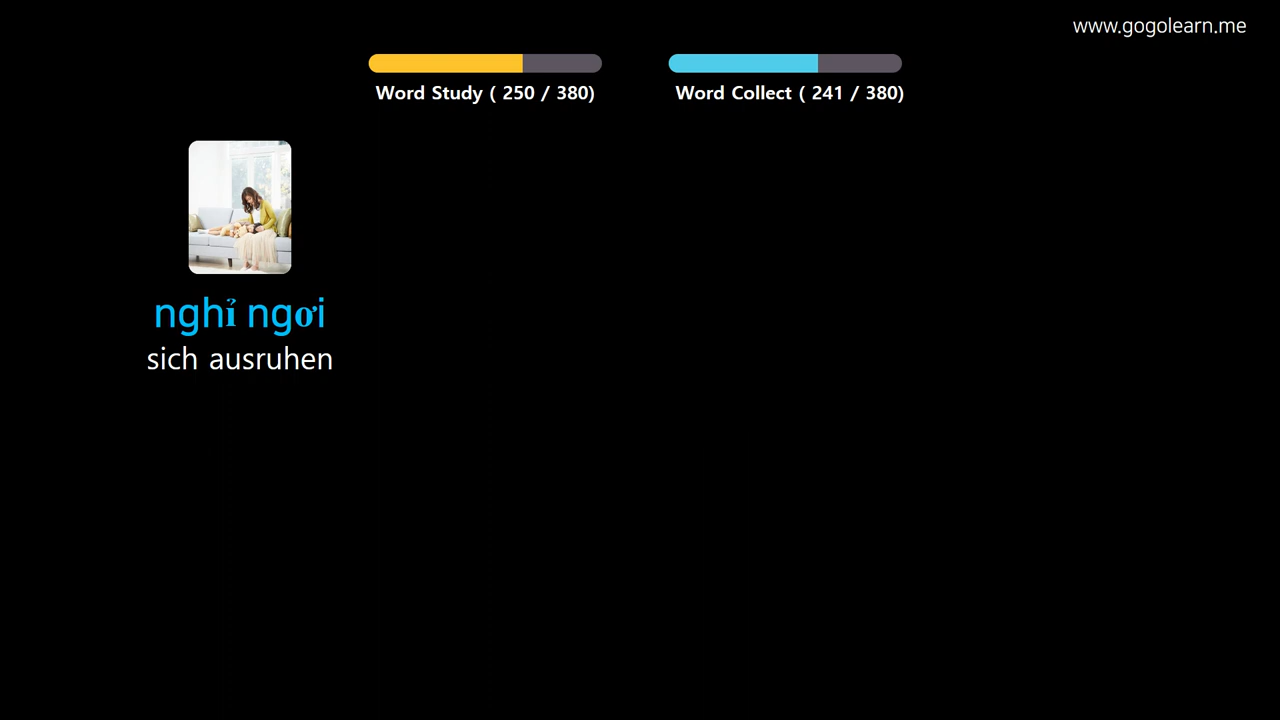 www.gogolearn.me
Word Study ( 250 / 380)
Word Collect ( 241 / 380)
nghỉ ngơi
sich ausruhen